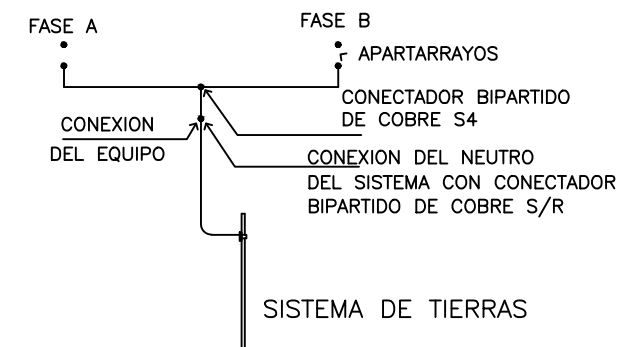 FASE A
FASE B
APARTARRAYOS
CONECTADOR BIPARTIDO
DE COBRE S4
CONEXION
DEL EQUIPO
CONEXION DEL NEUTRO
DEL SISTEMA CON CONECTADOR
BIPARTIDO DE COBRE S/R
SISTEMA DE TIERRAS